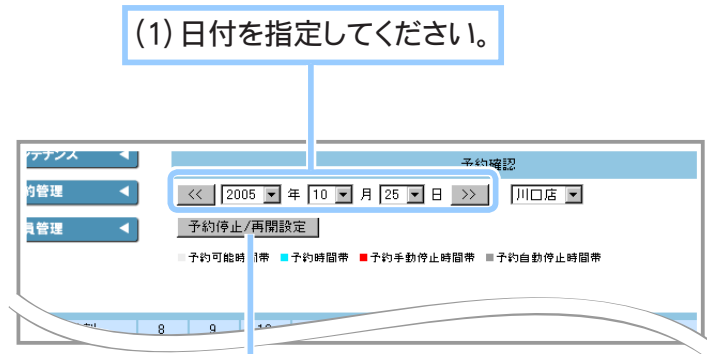 (1) 日付を指定してください。
テナンス ◀
予約確認
約管理 ◀
<< 2005 年 10 月 25 日 >> 川口店
員管理 ◀
予約停止/再開設定
予約可能時間帯 予約時間帯 予約手動停止時間帯 予約自動停止時間帯
8 9 10